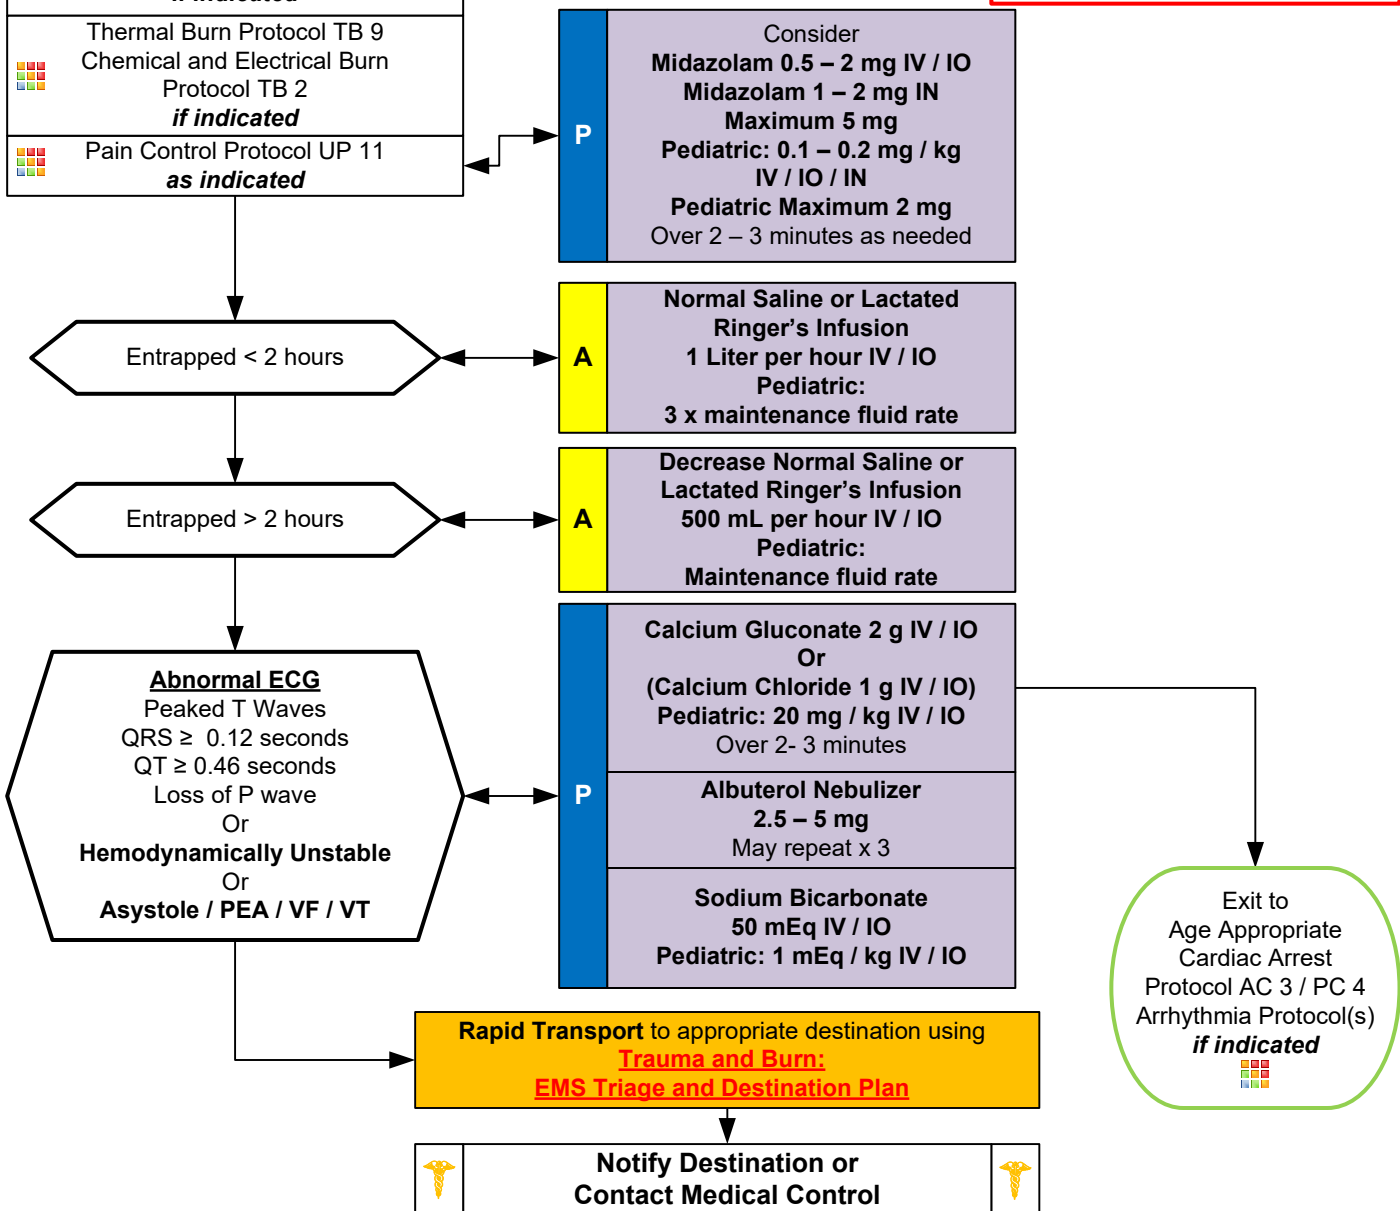 if indicated
Thermal Burn Protocol TB 9
Chemical and Electrical Burn
Protocol TB 2
if indicated
Pain Control Protocol UP 11
as indicated
P
Consider
Midazolam 0.5 – 2 mg IV / IO
Midazolam 1 – 2 mg IN
Maximum 5 mg
Pediatric: 0.1 – 0.2 mg / kg
IV / IO / IN
Pediatric Maximum 2 mg
Over 2 – 3 minutes as needed
Entrapped < 2 hours
A
Normal Saline or Lactated
Ringer's Infusion
1 Liter per hour IV / IO
Pediatric:
3 x maintenance fluid rate
Entrapped > 2 hours
A
Decrease Normal Saline or
Lactated Ringer's Infusion
500 mL per hour IV / IO
Pediatric:
Maintenance fluid rate
Abnormal ECG
Peaked T Waves
QRS ≥ 0.12 seconds
QT ≥ 0.46 seconds
Loss of P wave
Or
Hemodynamically Unstable
Or
Asystole / PEA / VF / VT
P
Calcium Gluconate 2 g IV / IO
Or
(Calcium Chloride 1 g IV / IO)
Pediatric: 20 mg / kg IV / IO
Over 2- 3 minutes
Albuterol Nebulizer
2.5 – 5 mg
May repeat x 3
Sodium Bicarbonate
50 mEq IV / IO
Pediatric: 1 mEq / kg IV / IO
Exit to
Age Appropriate
Cardiac Arrest
Protocol AC 3 / PC 4
Arrhythmia Protocol(s)
if indicated
Rapid Transport to appropriate destination using
Trauma and Burn:
EMS Triage and Destination Plan
Notify Destination or
Contact Medical Control